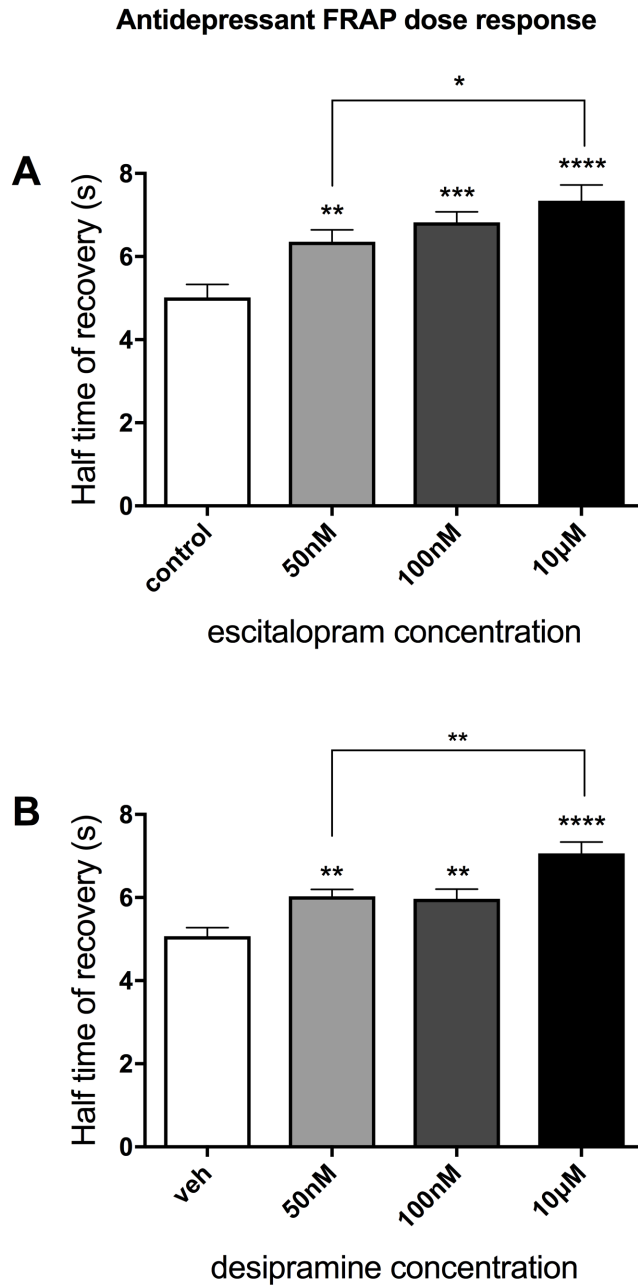 Antidepressant FRAP dose response
*
A
Half time of recovery (s)
8
6
4
2
0
**
***
****
control
50nM
100nM
10µM
escitalopram concentration
**
B
Half time of recovery (s)
8
6
4
2
0
**
**
****
veh
50nM
100nM
10µM
desipramine concentration